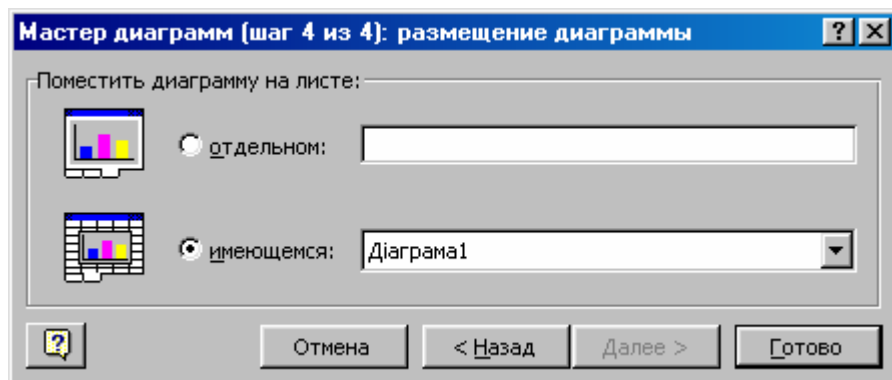 Мастер диаграмм (шаг 4 из 4): размещение диаграммы
Поместить диаграмму на листе:
отдельном:
имеющемся: Діаграма1
Отмена < Назад Далее > Готово